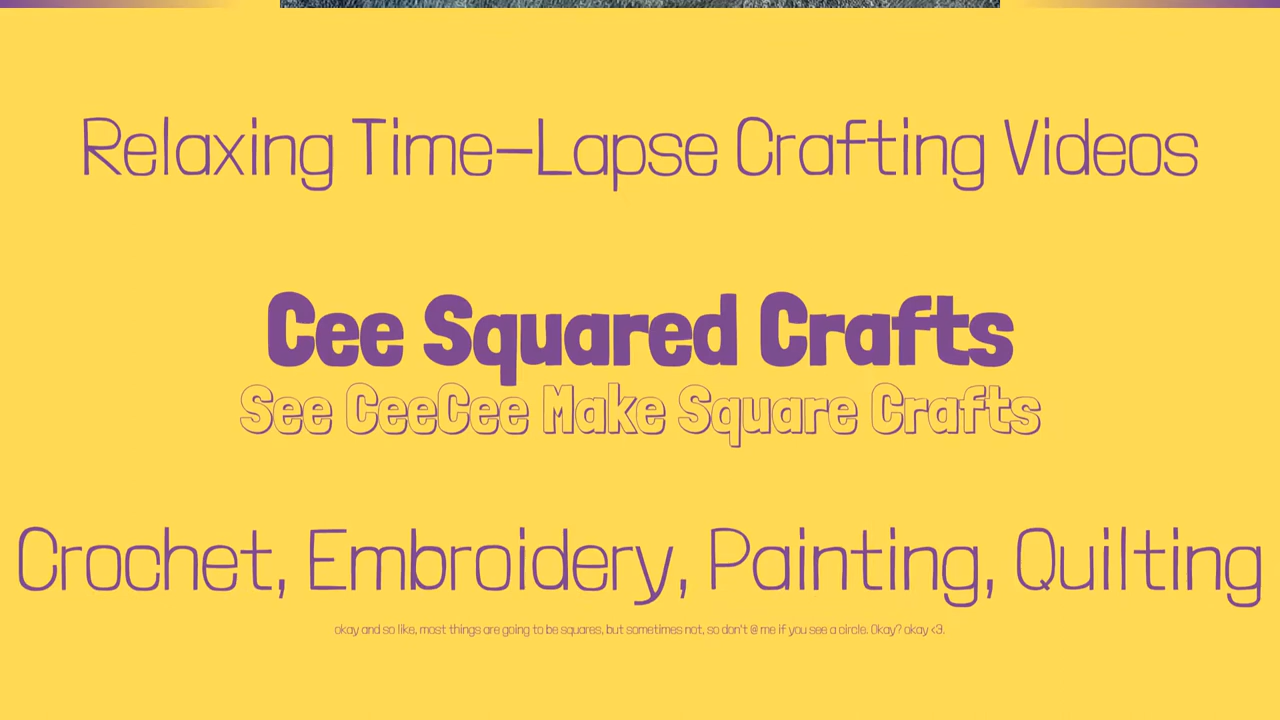 Relaxing Time-Lapse Crafting Videos
Cee Squared Crafts
See CeeCee Make Square Crafts
Crochet, Embroidery, Painting, Quilting
okay and so like, most things are going to be squares, but sometimes not, so don't @ me if you see a circle. Okay? okay <3.